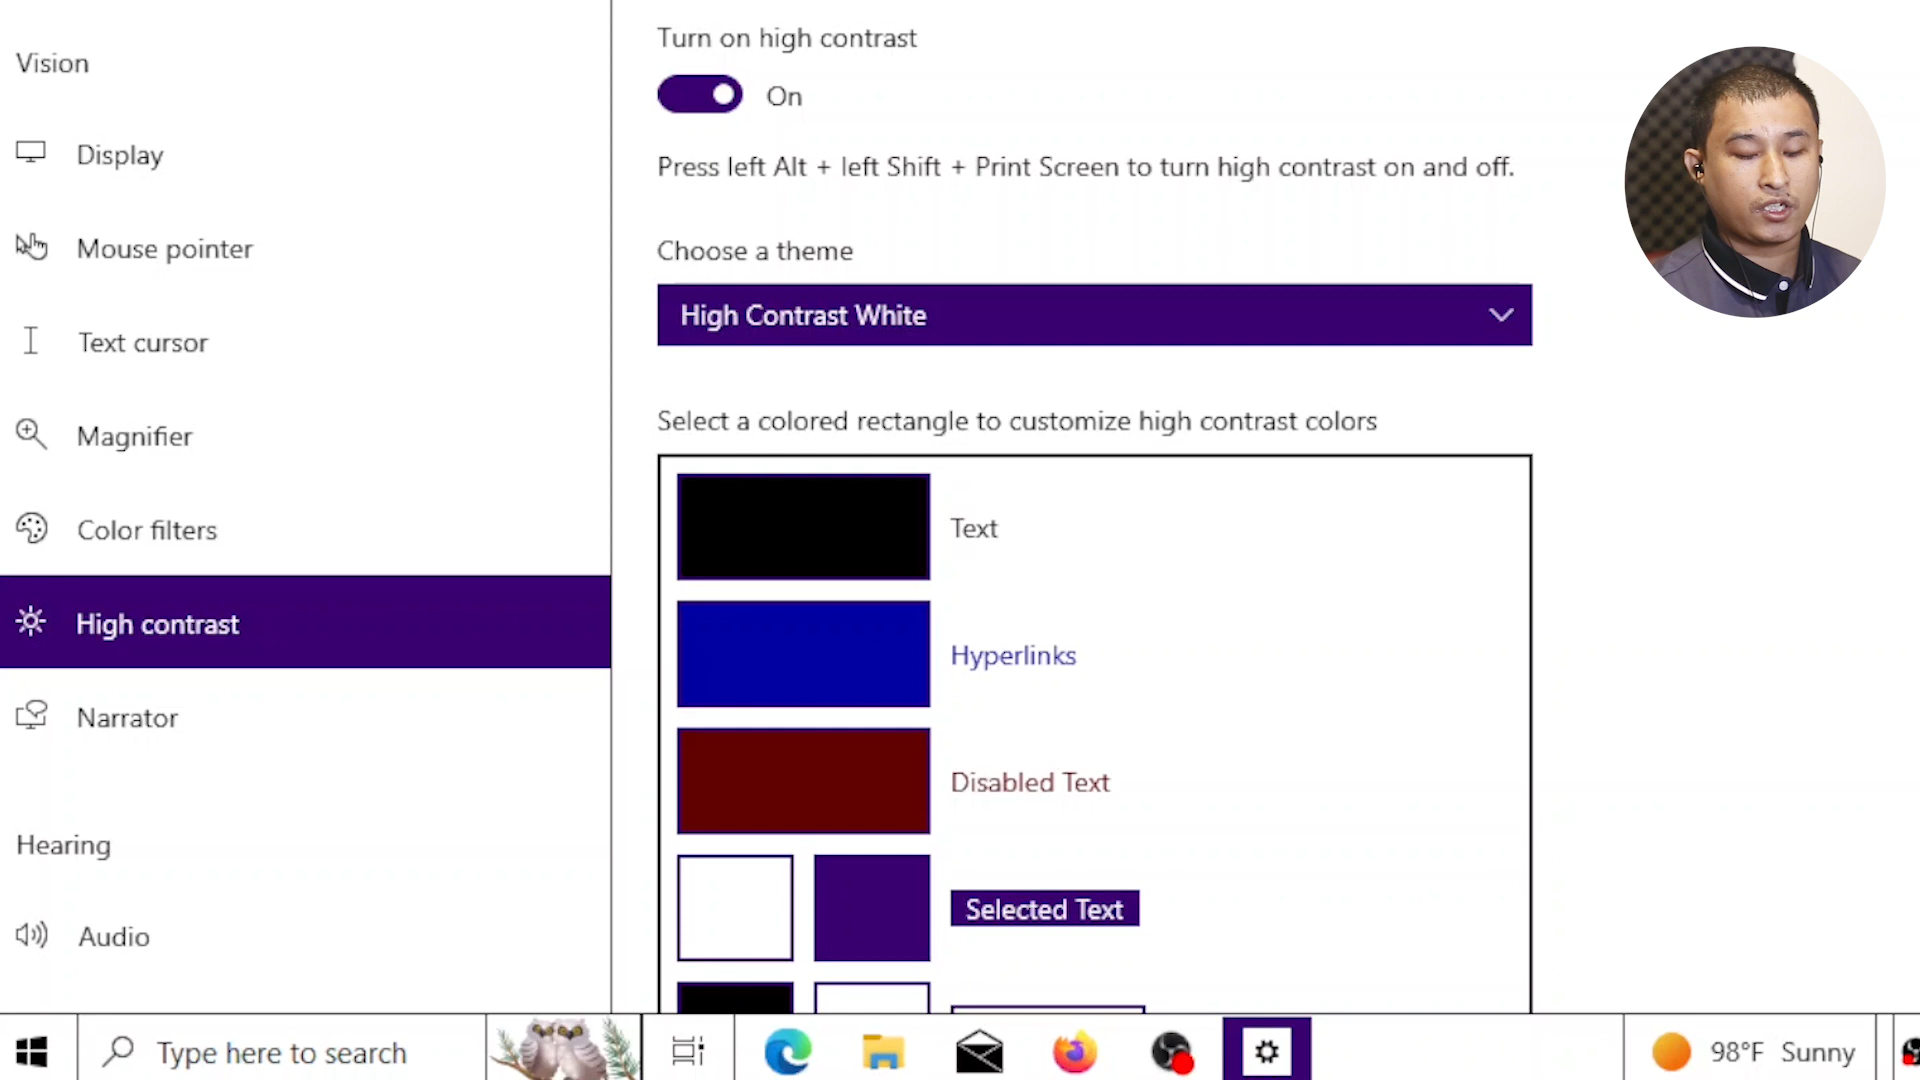 Vision
Display
Mouse pointer
Text cursor
Magnifier
Color filters
High contrast
Narrator
Hearing
Audio
Turn on high contrast
On
Press left Alt + left Shift + Print Screen to turn high contrast on and off.
Choose a theme
High Contrast White
Select a colored rectangle to customize high contrast colors
Text
Hyperlinks
Disabled Text
Selected Text
Type here to search
98°F Sunny